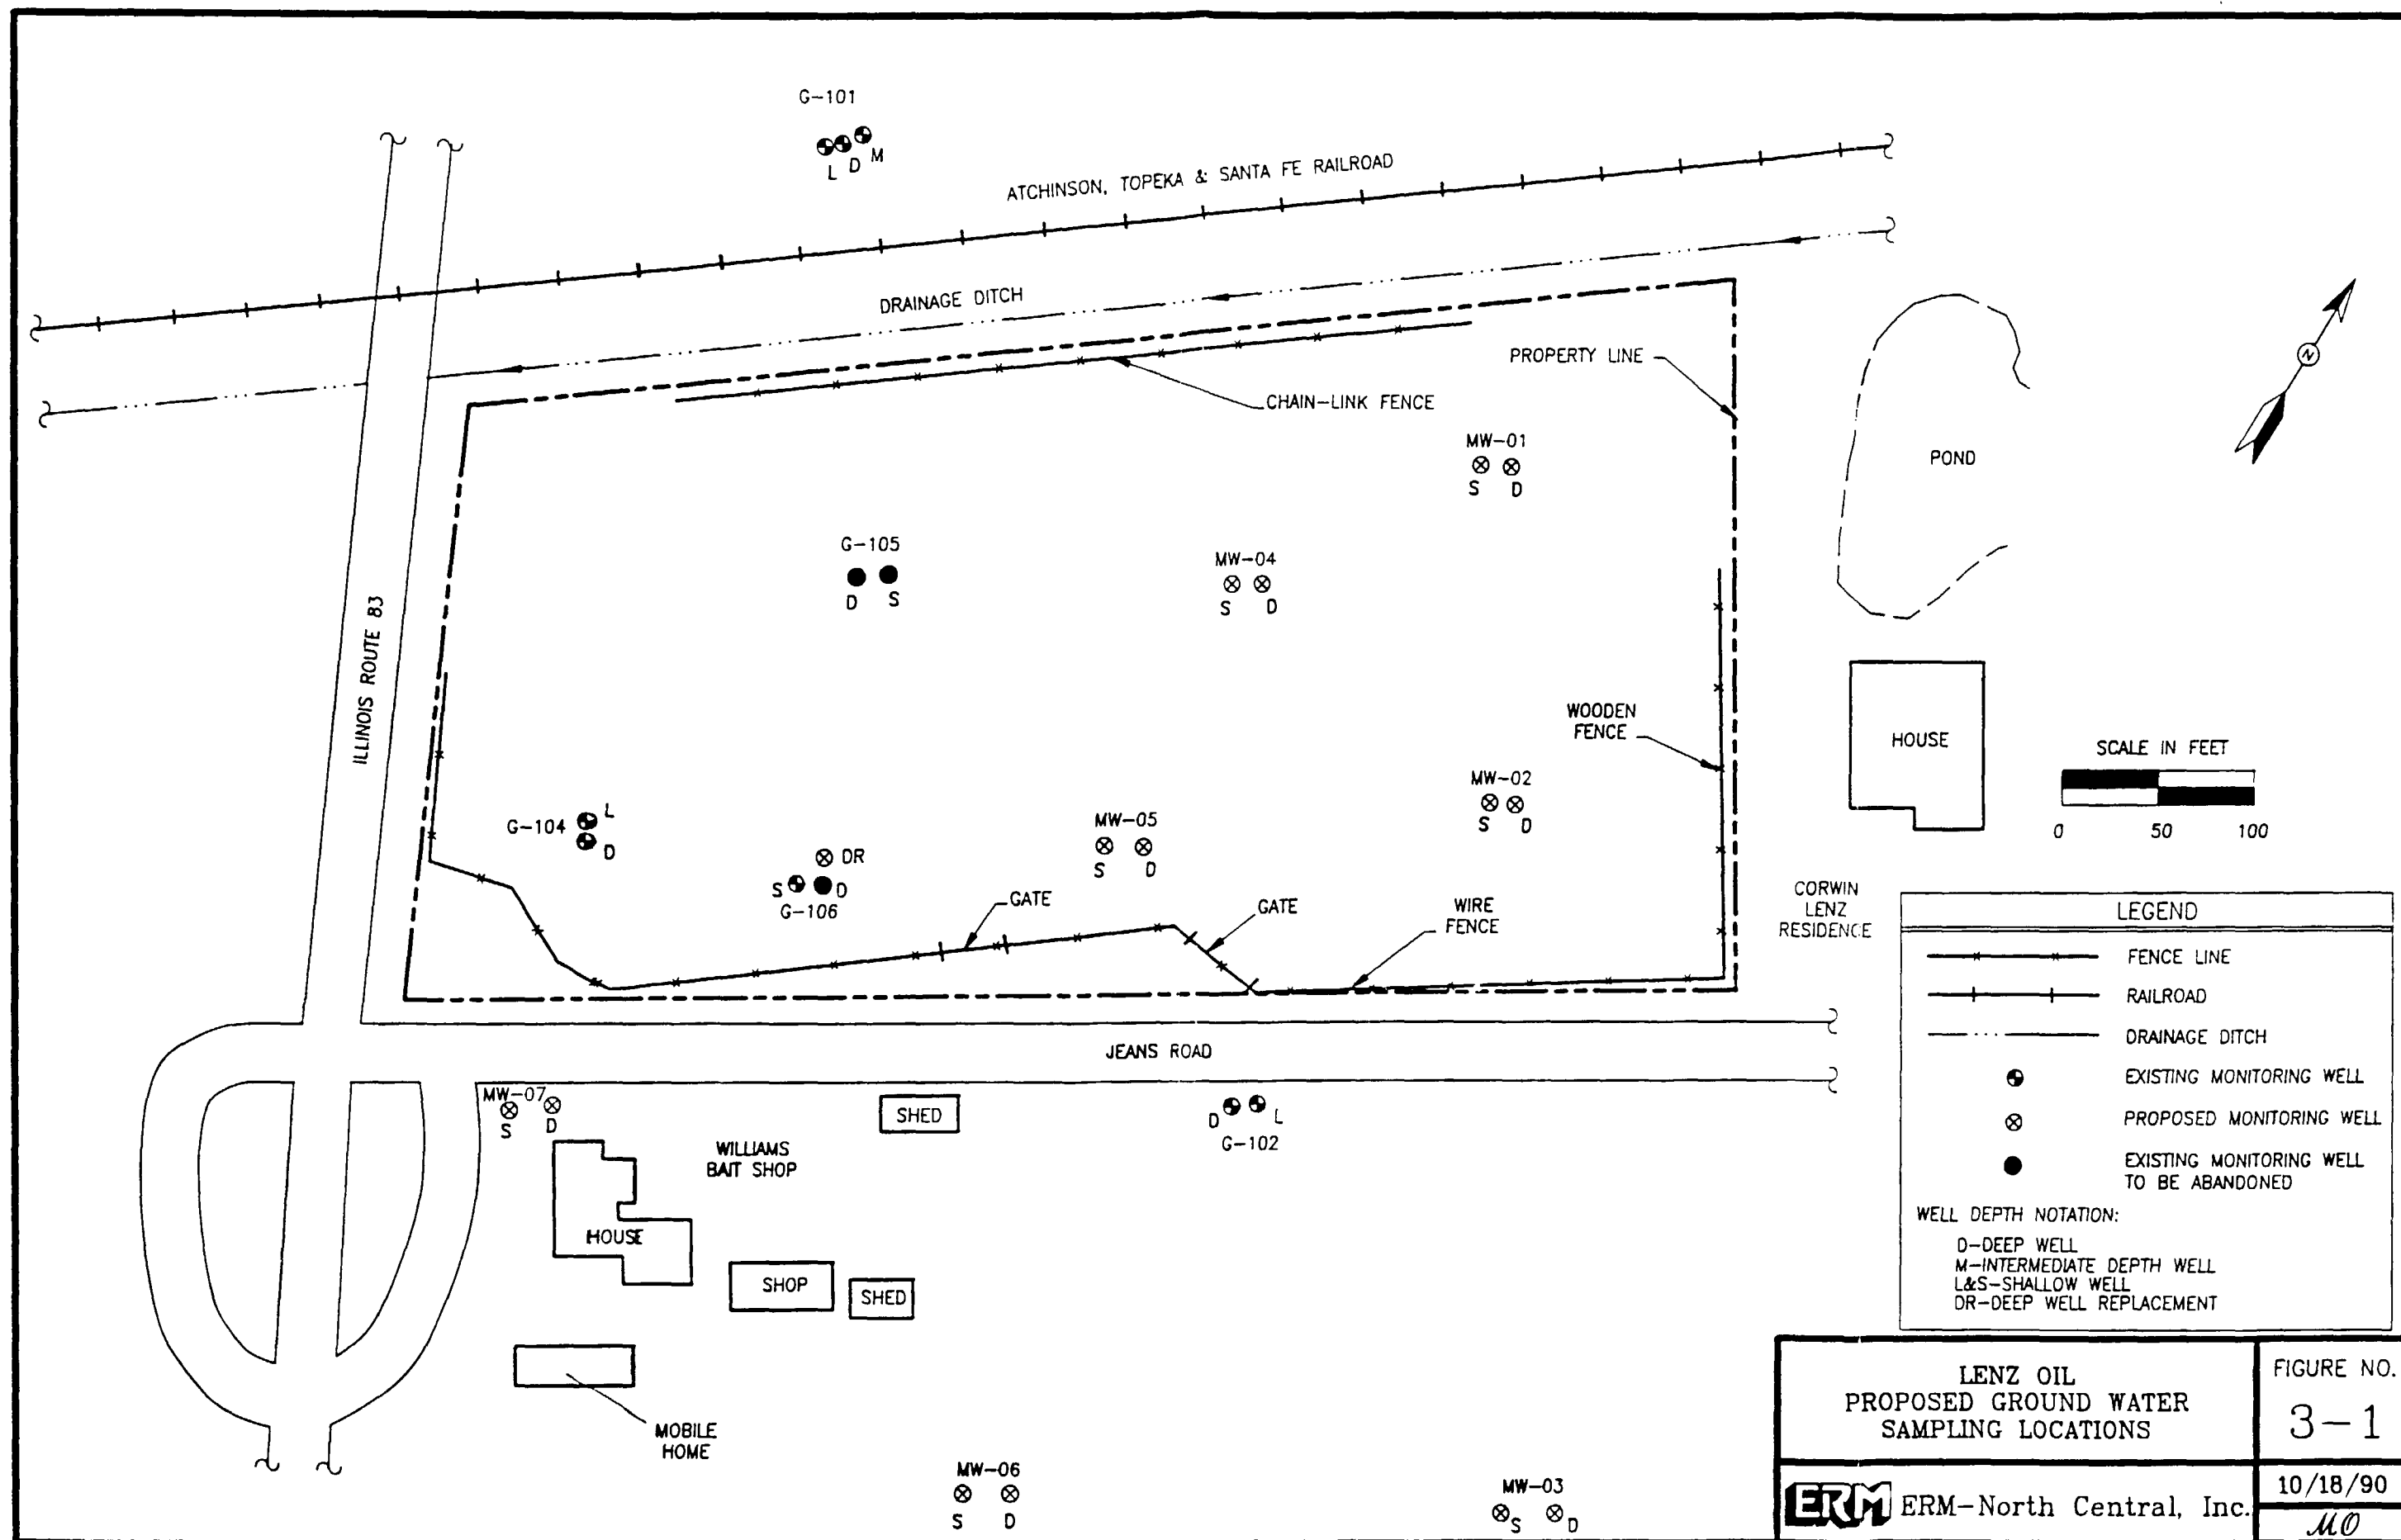 G-101
L D M
ATCHINSON, TOPEKA & SANTA FE RAILROAD
DRAINAGE DITCH
PROPERTY LINE
CHAIN-LINK FENCE
N
POND
MW-01
S D
G-105
D S
MW-04
S D
ILLINOIS ROUTE 83
WOODEN
FENCE
HOUSE
SCALE IN FEET
0 50 100
MW-02
S D
G-104
L
D
MW-05
S D
DR
S D
G-106
GATE
GATE
WIRE
FENCE
CORWIN
LENZ
RESIDENCE
JEANS ROAD
MW-07
S D
SHED
D L
G-102
WILLIAMS
BAIT SHOP
HOUSE
SHOP
SHED
MOBILE
HOME
MW-06
S D
MW-03
S D
LEGEND
FENCE LINE
RAILROAD
DRAINAGE DITCH
EXISTING MONITORING WELL
PROPOSED MONITORING WELL
EXISTING MONITORING WELL
TO BE ABANDONED
WELL DEPTH NOTATION:
D-DEEP WELL
M-INTERMEDIATE DEPTH WELL
L&S-SHALLOW WELL
DR-DEEP WELL REPLACEMENT
LENZ OIL
PROPOSED GROUND WATER
SAMPLING LOCATIONS
FIGURE NO.
3-1
ERM ERM-North Central, Inc.
10/18/90
MO